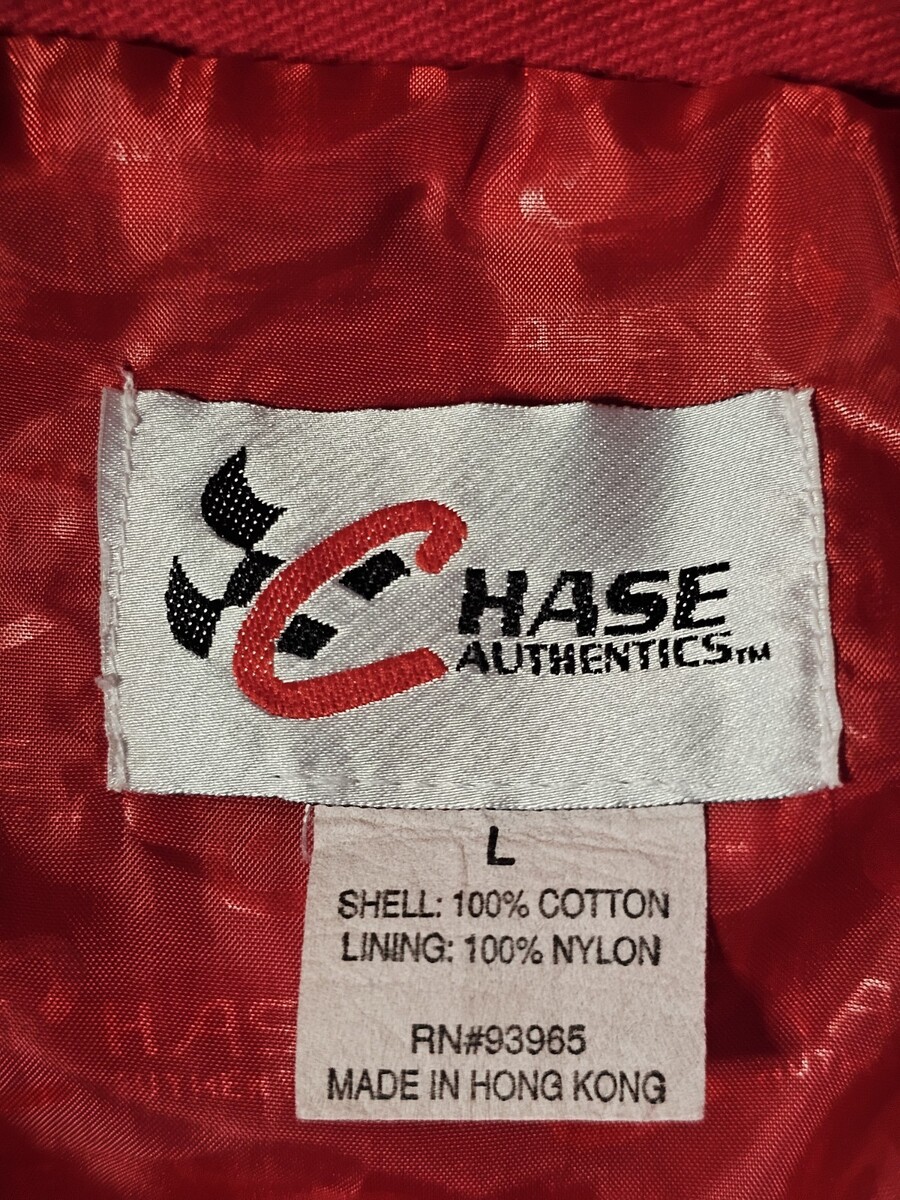 CHASE
AUTHENTICS™
L
SHELL: 100% COTTON
LINING: 100% NYLON
RN#93965
MADE IN HONG KONG